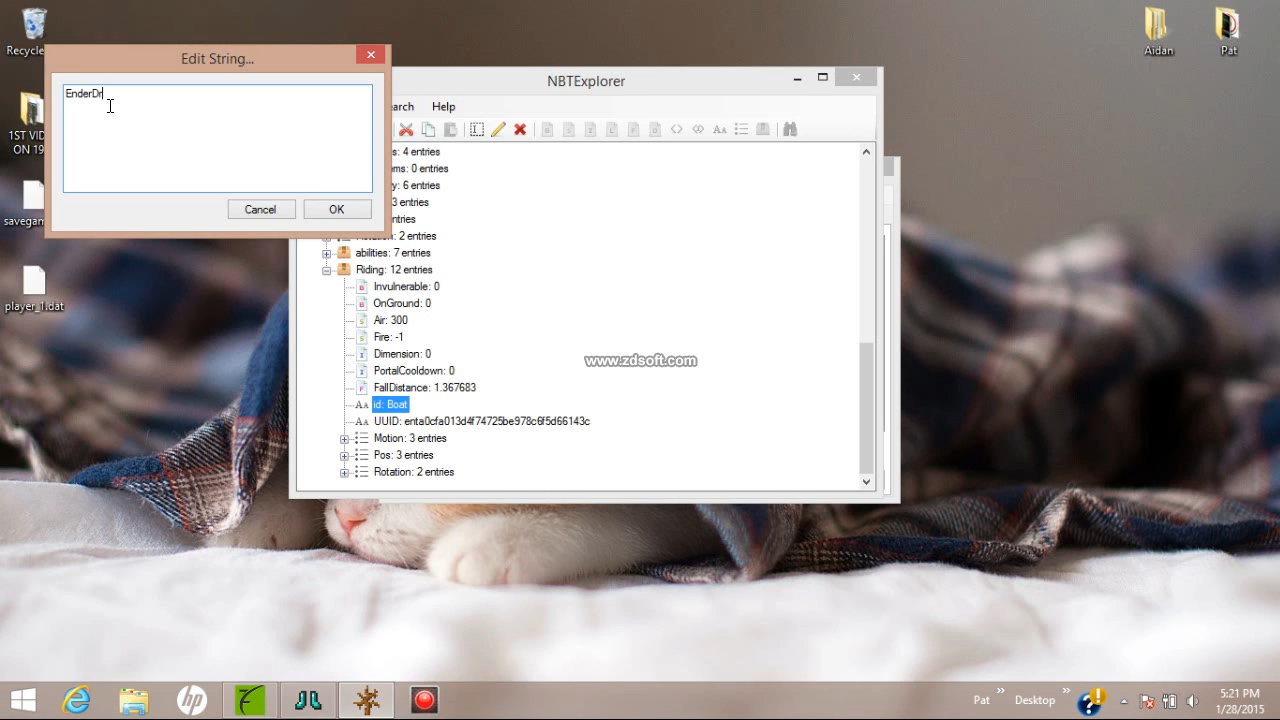 Recycle
Aidan
Pat
Edit String...
EnderDr
Cancel
OK
1ST VID
ON 19
savegam
player_1.dat
NBTExplorer
arch
Help
s: 4 entries
ems: 0 entries
y: 6 entries
3 entries
entries
Rotation: 2 entries
abilities: 7 entries
Riding: 12 entries
Invulnerable: 0
OnGround: 0
Air: 300
Fire: -1
Dimension: 0
PortalCooldown: 0
FallDistance: 1.367683
id: Boat
UUID: enta0cfa013d4f74725be978c6f5d66143c
Motion: 3 entries
Pos: 3 entries
Rotation: 2 entries
www.zdsoft.com
Pat
Desktop
5:21 PM
1/28/2015